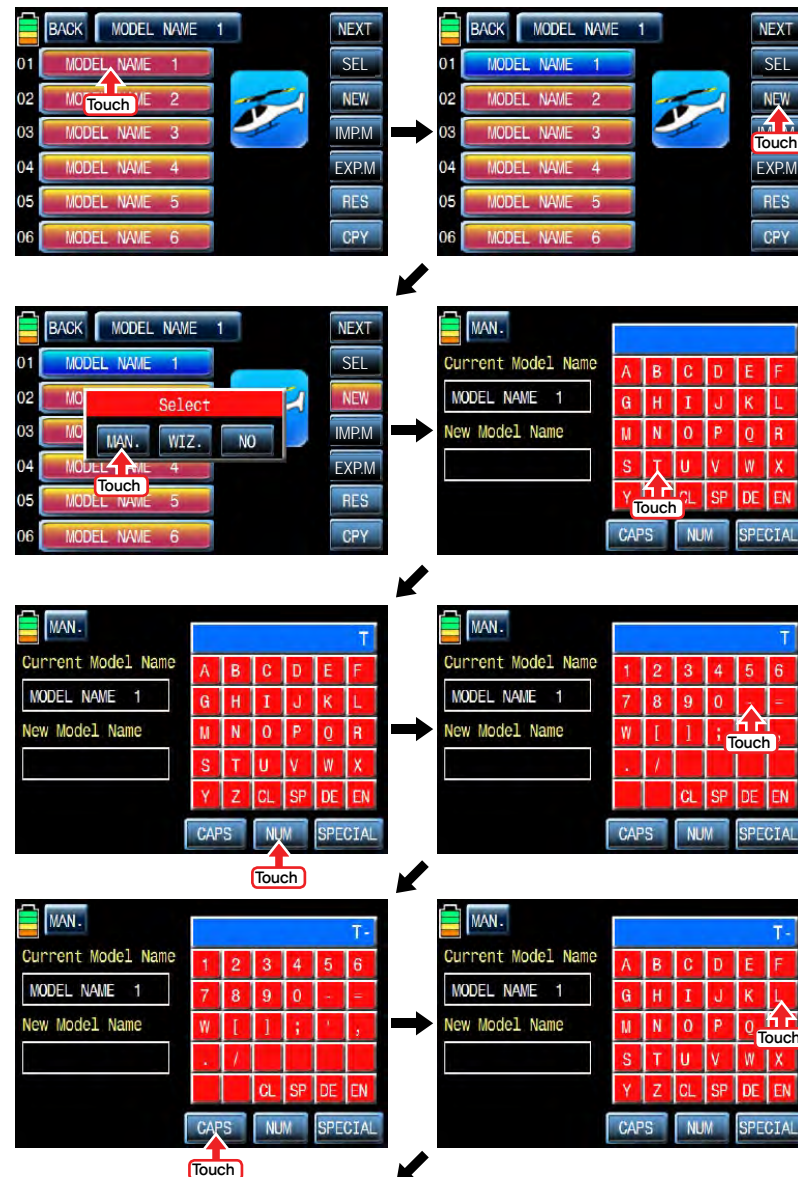 BACK MODEL NAME 1 NEXT
01 MODEL NAME 1 SEL
02 2 NEW
Touch
03 MODEL NAME 3 IMP.M
04 MODEL NAME 4 EXP.M
05 MODEL NAME 5 RES
06 MODEL NAME 6 CPY
BACK MODEL NAME 1 NEXT
01 MODEL NAME 1 SEL
02 MODEL NAME 2 NEW
03 MODEL NAME 3
Touch
04 MODEL NAME 4 EXP.M
05 MODEL NAME 5 RES
06 MODEL NAME 6 CPY
BACK MODEL NAME 1 NEXT
01 MODEL NAME 1 SEL
02 NEW
Select
03 IMP.M
MAN. WIZ. NO
04 MODEL 4 EXP.M
Touch
05 MODEL NAME 5 RES
06 MODEL NAME 6 CPY
MAN.
Current Model Name
MODEL NAME 1
New Model Name
A B C D E F
G H I J K L
M N O P Q R
S T U V W X
Y CL SP DE EN
Touch
CAPS NUM SPECIAL
MAN.
T
Current Model Name
MODEL NAME 1
New Model Name
A B C D E F
G H I J K L
M N O P Q R
S T U V W X
Y Z CL SP DE EN
CAPS NUM SPECIAL
Touch
MAN.
T
Current Model Name
MODEL NAME 1
New Model Name
1 2 3 4 5 6
7 8 9 0 - =
W [ ] ; ,
Touch
. /
CL SP DE EN
CAPS NUM SPECIAL
MAN.
T-
Current Model Name
MODEL NAME 1
New Model Name
1 2 3 4 5 6
7 8 9 0 - =
W [ ] ; ' ,
. /
CL SP DE EN
CAPS NUM SPECIAL
Touch
MAN.
T-
Current Model Name
MODEL NAME 1
New Model Name
A B C D E F
G H I J K L
M N O P Q
Touch
S T U V W X
Y Z CL SP DE EN
CAPS NUM SPECIAL